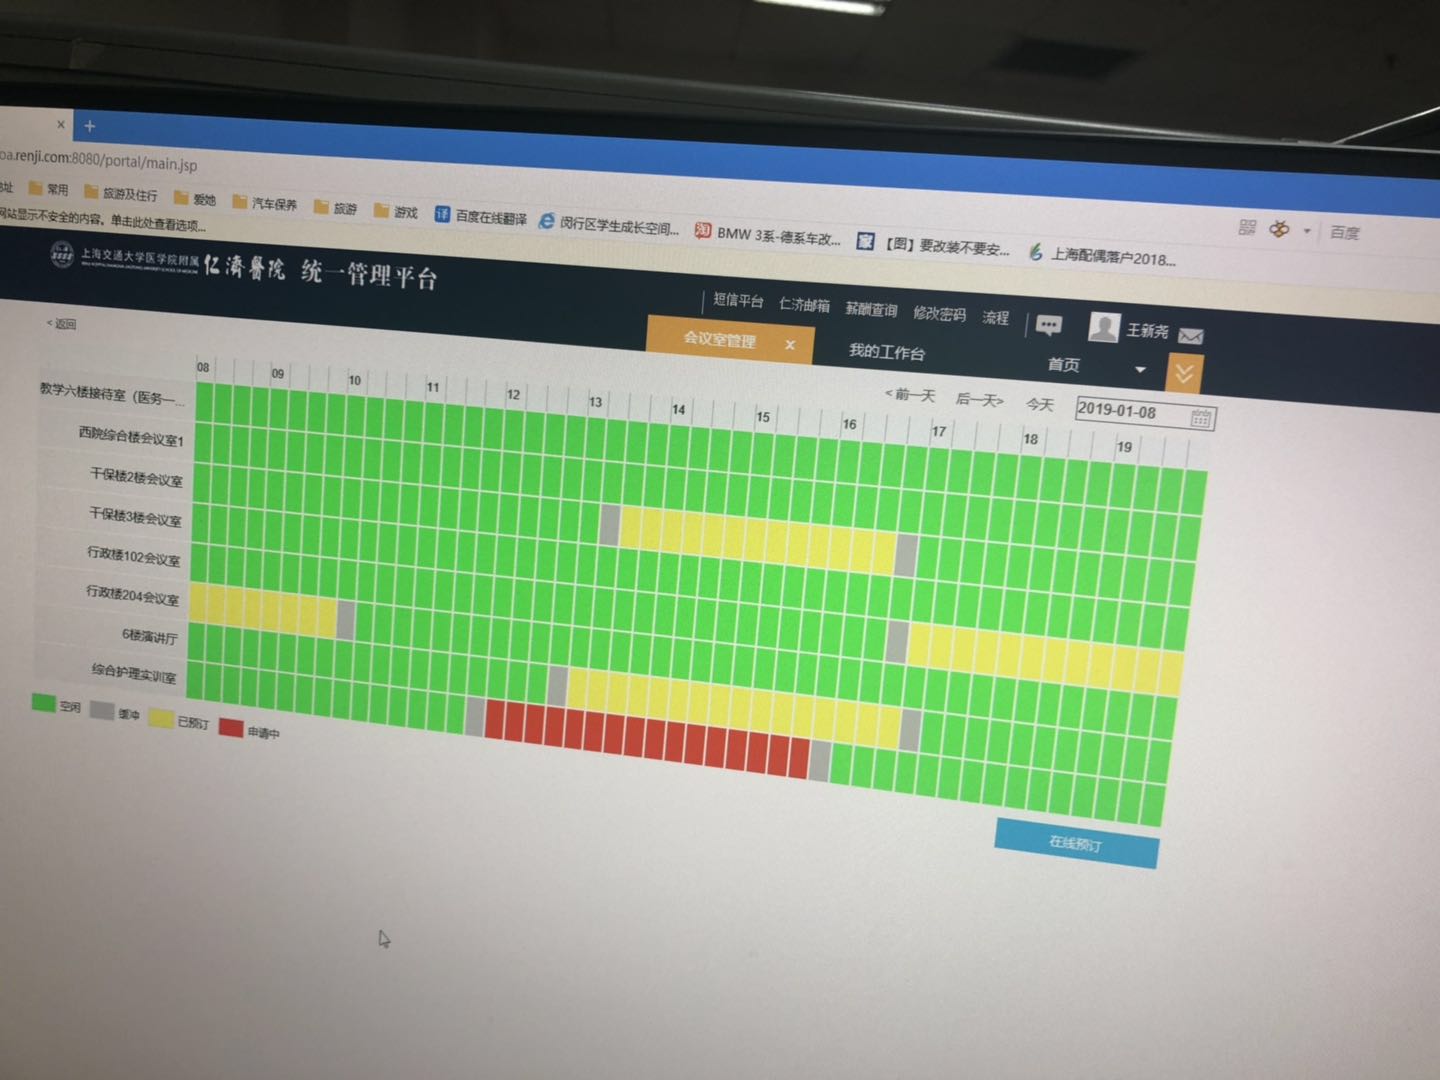 × +
oa.renji.com:8080/portal/main.jsp
地址 常用 旅游及住行 爱她 汽车保养 旅游 游戏 百度在线翻译 闵行区学生成长空间... BMW 3系-德系车改... 【图】要改装不要安... 上海配偶落户2018... 百度
网站显示不安全的内容。单击此处查看选项...
上海交通大学医学院附属 仁濟醫院 统一管理平台
短信平台 仁济邮箱 薪酬查询 修改密码 流程 王新尧
会议室管理 x 我的工作台 首页
<返回
<前一天 后一天> 今天 2019-01-08
08 09 10 11 12 13 14 15 16 17 18 19
教学六楼接待室（医务一...
西院综合楼会议室1
干保楼2楼会议室
干保楼3楼会议室
行政楼102会议室
行政楼204会议室
6楼演讲厅
综合护理实训室
空闲 缓冲 已预订 申请中
在线预订